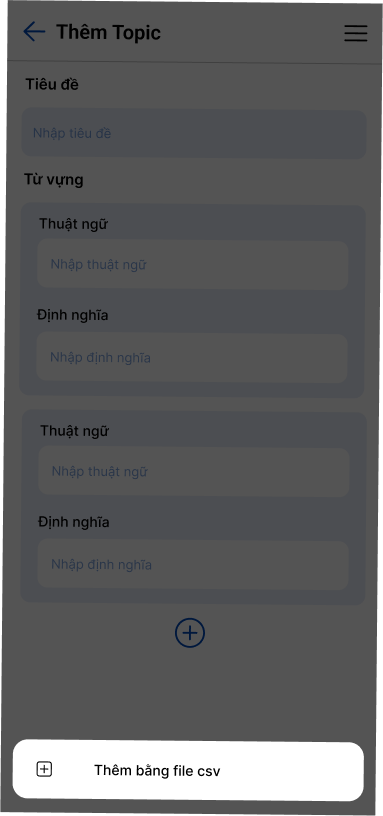 Thêm Topic
Tiêu đề
Nhập tiêu đề
Từ vựng
Thuật ngữ
Nhập thuật ngữ
Định nghĩa
Nhập định nghĩa
Thuật ngữ
Nhập thuật ngữ
Định nghĩa
Nhập định nghĩa
Thêm bằng file csv